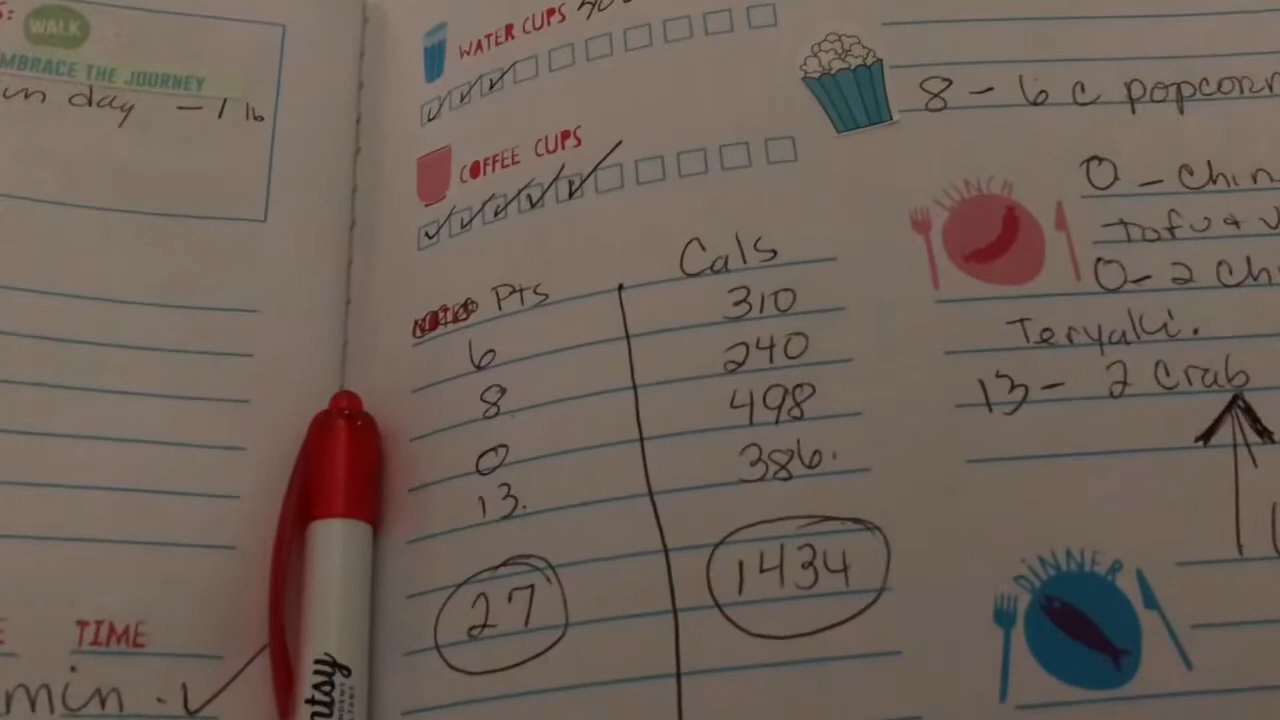 WALK
EMBRACE THE JOURNEY
day - 1 lb
TIME
min.
WATER CUPS
COFFEE CUPS
Pts
Cals
310
6
240
8
498
0
386.
13.
27
1434
8 - 6 c popcorn
LUNCH
0 - Chin
Tofu +
0 - 2 Chi
Teryaki.
13 - 2 Crab
DINNER